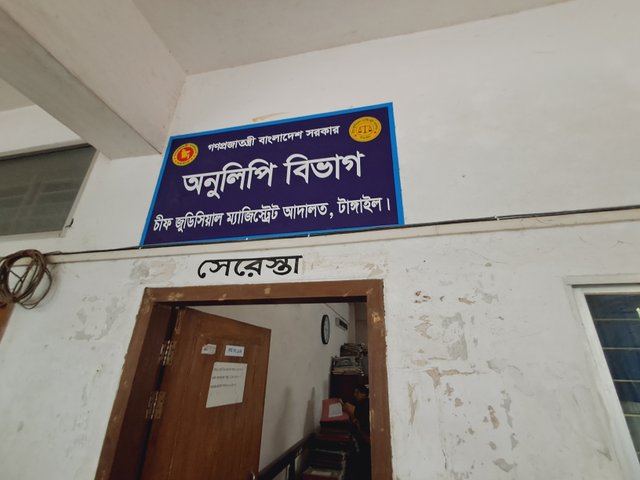 গণপ্রজাতন্ত্রী বাংলাদেশ সরকার
অনুলিপি বিভাগ
চীফ জুডিসিয়াল ম্যাজিস্ট্রেট আদালত, টাঙ্গাইল।
সেরেস্তা